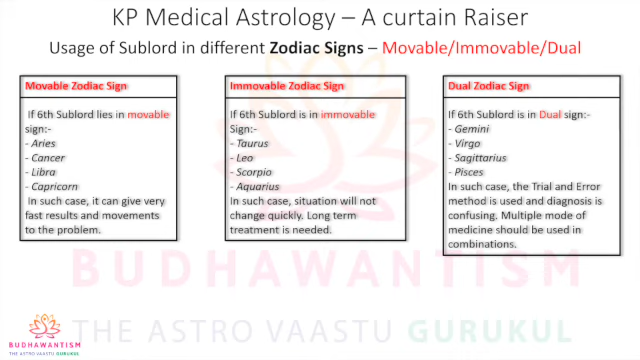 KP Medical Astrology – A curtain Raiser
Usage of Sublord in different Zodiac Signs – Movable/Immovable/Dual
Movable Zodiac Sign
If 6th Sublord lies in movable
sign:-
- Aries
- Cancer
- Libra
- Capricorn
In such case, it can give very
fast results and movements
to the problem.
Immovable Zodiac Sign
If 6th Sublord is in immovable
Sign:-
- Taurus
- Leo
- Scorpio
- Aquarius
In such case, situation will not
change quickly. Long term
treatment is needed.
Dual Zodiac Sign
If 6th Sublord is in Dual sign:-
- Gemini
- Virgo
- Sagittarius
- Pisces
In such case, the Trial and Error
method is used and diagnosis is
confusing. Multiple mode of
medicine should be used in
combinations.
BUDHAWANTISM
THE ASTRO VAASTU GURUKUL
BUDHAWANTISM
THE ASTRO VAASTU GURUKUL